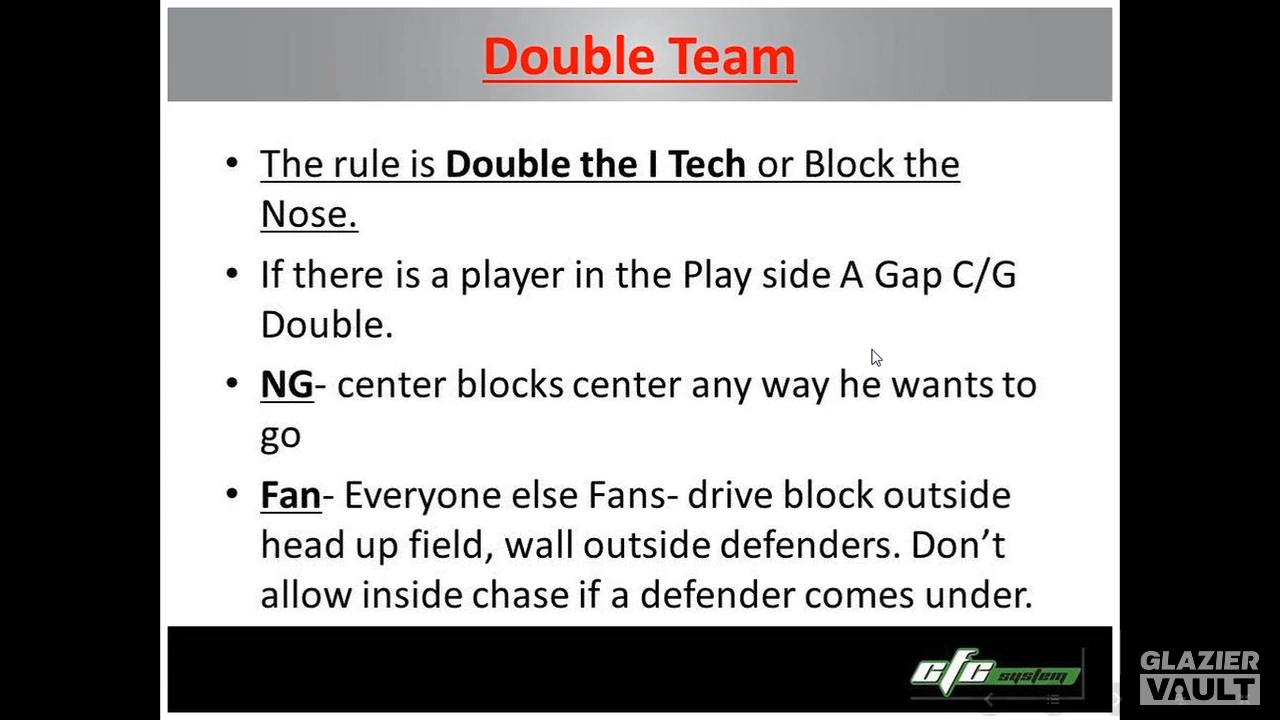 Double Team
• The rule is Double the I Tech or Block the
Nose.
• If there is a player in the Play side A Gap C/G
Double.
• NG- center blocks center any way he wants to
go
• Fan- Everyone else Fans- drive block outside
head up field, wall outside defenders. Don’t
allow inside chase if a defender comes under.
cfc system
GLAZIER
VAULT